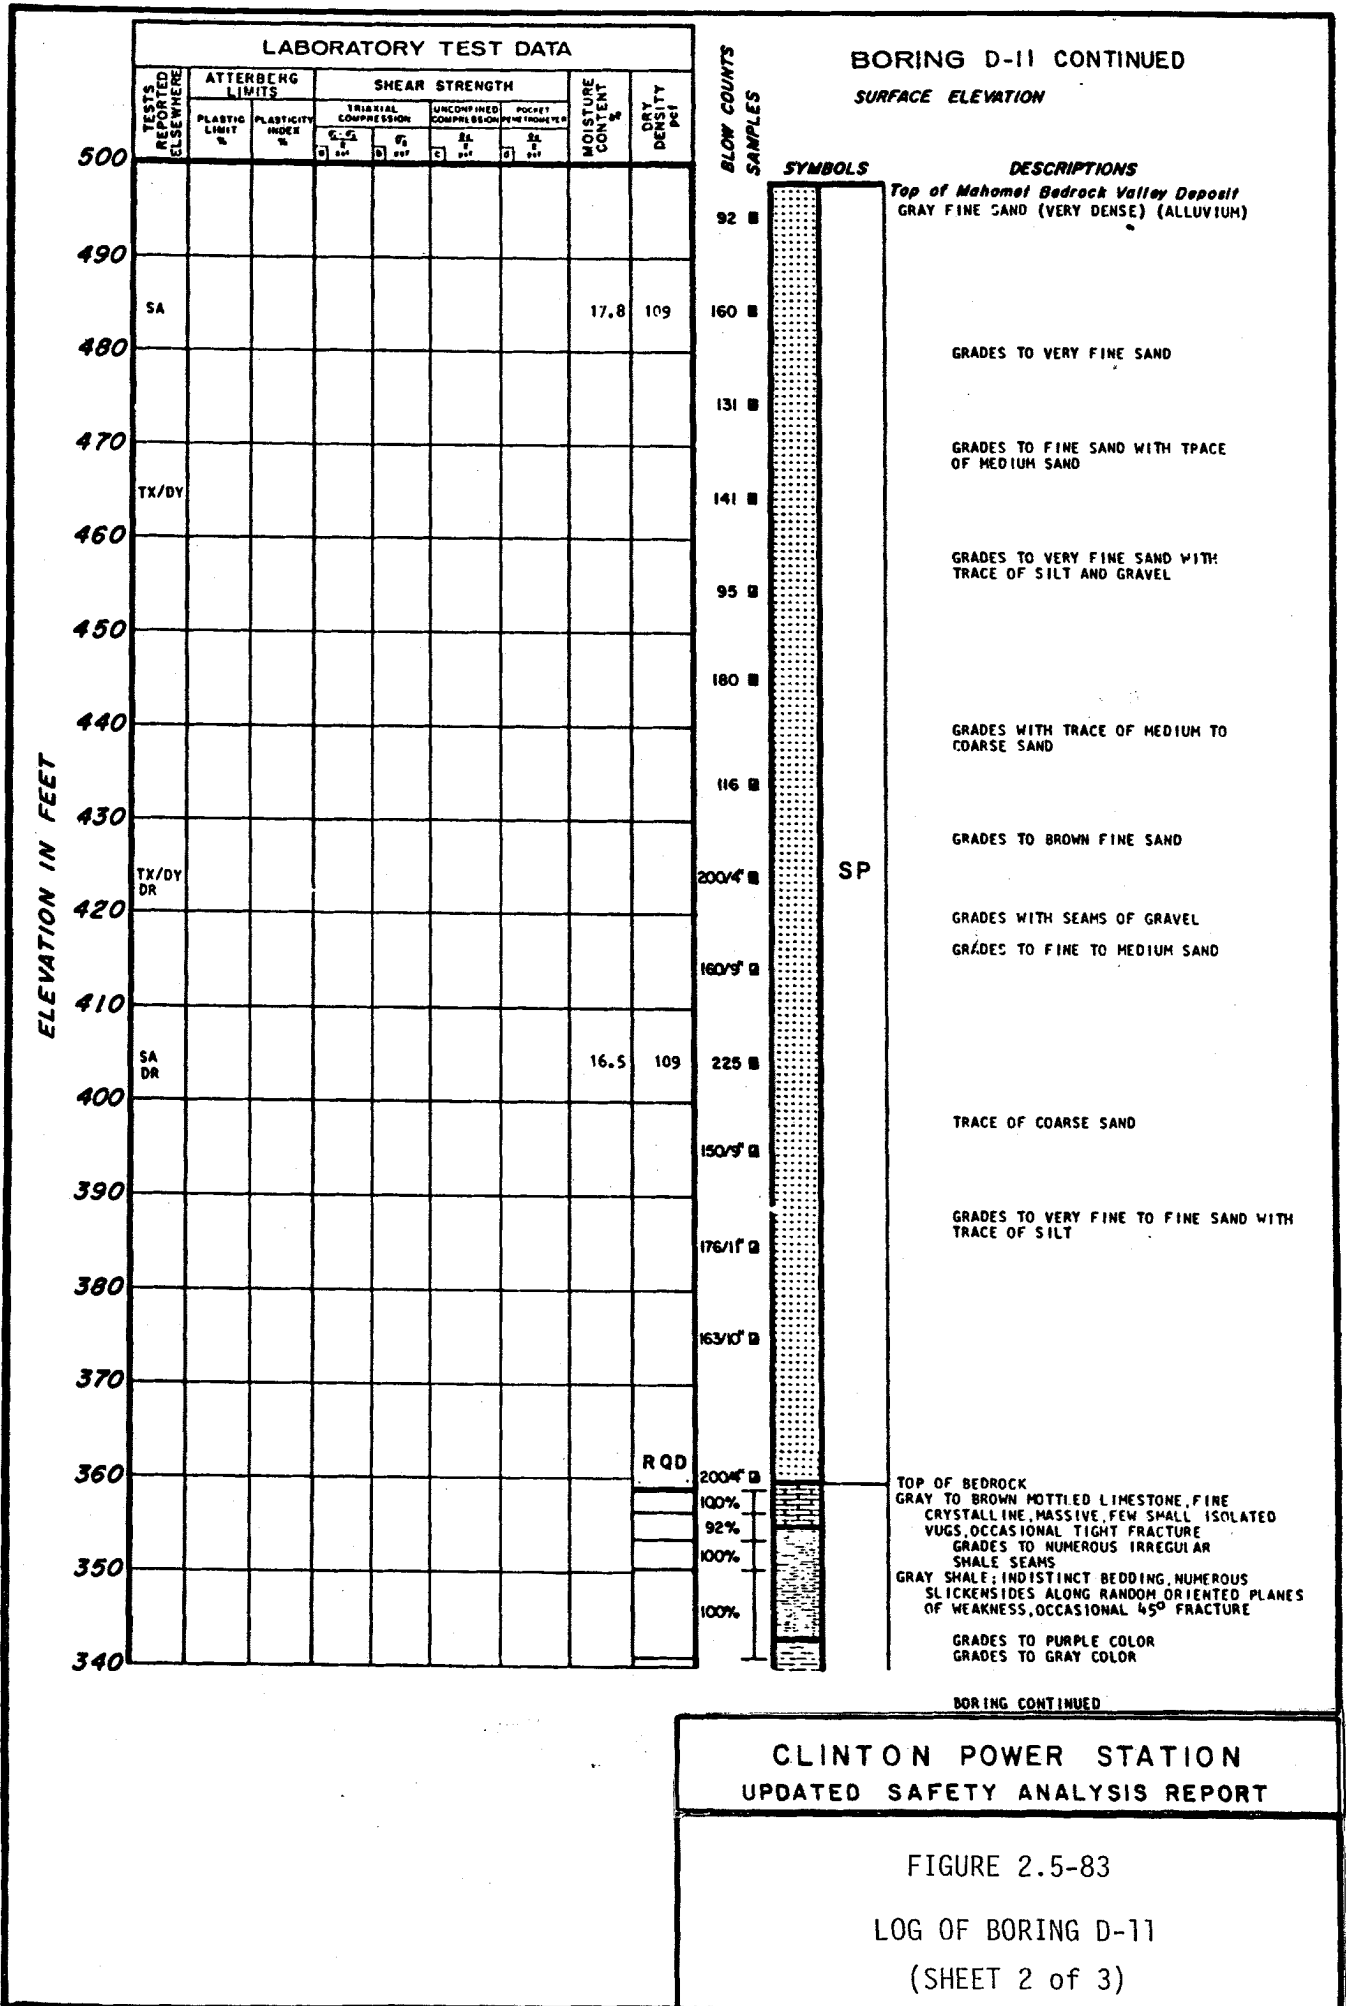 LABORATORY TEST DATA
TESTS REPORTED ELSEWHERE
ATTERBERG LIMITS
PLASTIC LIMIT %
PLASTICITY INDEX %
SHEAR STRENGTH
TRIAXIAL COMPRESSION
UNCONFINED COMPRESSION
POCKET PENETROMETER
MOISTURE CONTENT %
DRY DENSITY pcf
BLOW COUNTS
SAMPLES
BORING D-11 CONTINUED
SURFACE ELEVATION
SYMBOLS
DESCRIPTIONS
ELEVATION IN FEET
500
Top of Mahomet Bedrock Valley Deposit
92
GRAY FINE SAND (VERY DENSE) (ALLUVIUM)
490
SA 17.8 109 160
480
GRADES TO VERY FINE SAND
131
470
GRADES TO FINE SAND WITH TPACE
OF MEDIUM SAND
TX/DY 141
460
GRADES TO VERY FINE SAND WITH
TRACE OF SILT AND GRAVEL
95
450
180
440
GRADES WITH TRACE OF MEDIUM TO
COARSE SAND
116
430
GRADES TO BROWN FINE SAND
TX/DY 200/4" SP
DR
420
GRADES WITH SEAMS OF GRAVEL
GRADES TO FINE TO MEDIUM SAND
160/9"
410
SA 16.5 109 225
DR
400
TRACE OF COARSE SAND
150/9"
390
GRADES TO VERY FINE TO FINE SAND WITH
TRACE OF SILT
176/11"
380
163/10"
370
RQD
360
200/4"
TOP OF BEDROCK
100%
GRAY TO BROWN MOTTLED LIMESTONE, FINE
CRYSTALLINE, MASSIVE, FEW SMALL ISOLATED
92%
VUGS, OCCASIONAL TIGHT FRACTURE
GRADES TO NUMEROUS IRREGULAR
100%
SHALE SEAMS
350
GRAY SHALE; INDISTINCT BEDDING, NUMEROUS
SLICKENSIDES ALONG RANDOM ORIENTED PLANES
100%
OF WEAKNESS, OCCASIONAL 45° FRACTURE
GRADES TO PURPLE COLOR
GRADES TO GRAY COLOR
340
BORING CONTINUED
CLINTON POWER STATION
UPDATED SAFETY ANALYSIS REPORT
FIGURE 2.5-83
LOG OF BORING D-11
(SHEET 2 of 3)